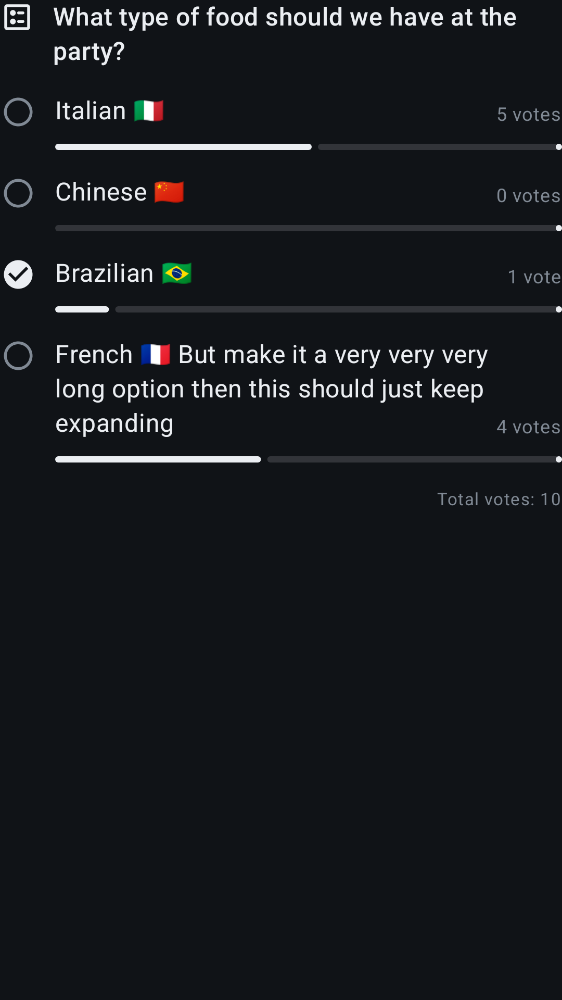 What type of food should we have at the
party?
Italian 🇮🇹
5 votes
Chinese 🇨🇳
0 votes
Brazilian 🇧🇷
1 vote
French 🇫🇷 But make it a very very very
long option then this should just keep
expanding
4 votes
Total votes: 10